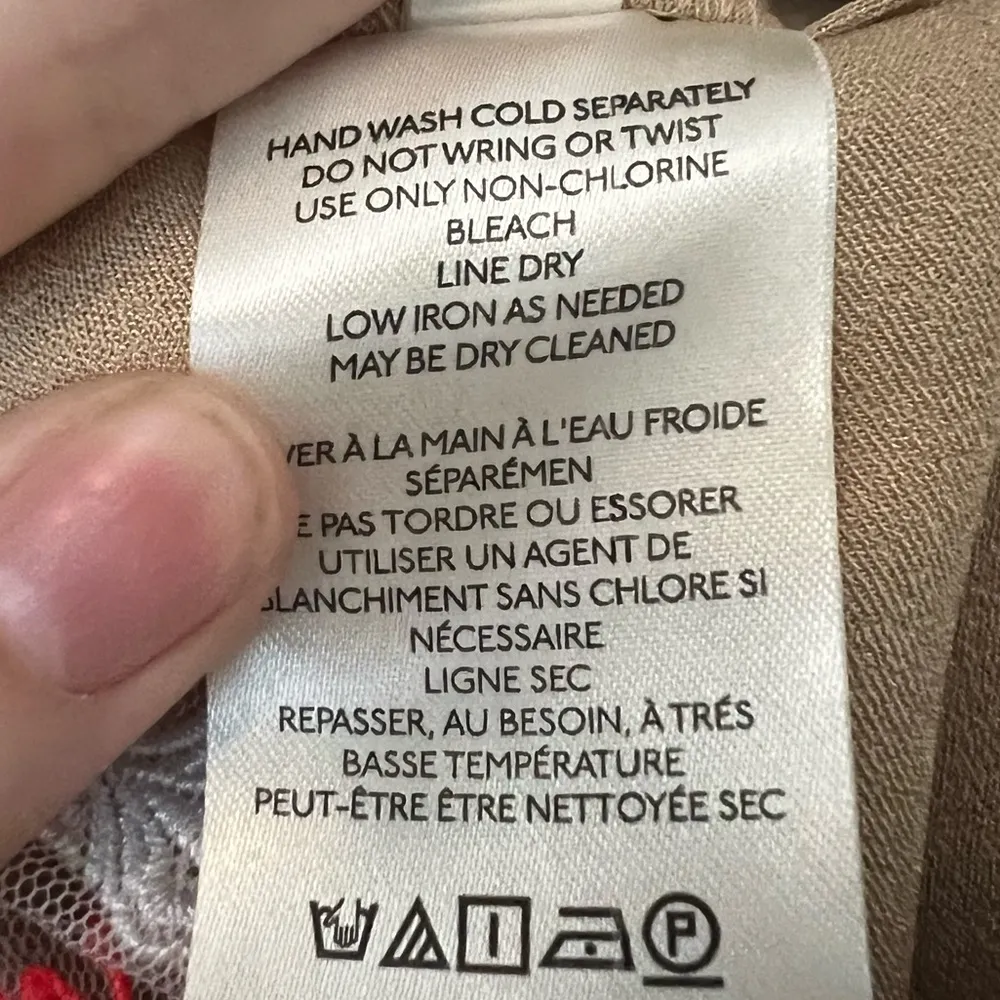 HAND WASH COLD SEPARATELY
DO NOT WRING OR TWIST
USE ONLY NON-CHLORINE
BLEACH
LINE DRY
LOW IRON AS NEEDED
MAY BE DRY CLEANED
À LA MAIN À L'EAU FROIDE
SÉPARÉMEN
PAS TORDRE OU ESSORER
UTILISER UN AGENT DE
SANS CHLORE SI
NÉCESSAIRE
LIGNE SEC
REPASSER, AU BESOIN, À TRÉS
BASSE TEMPÉRATURE
PEUT-ÊTRE ÊTRE NETTOYÉE SEC
P